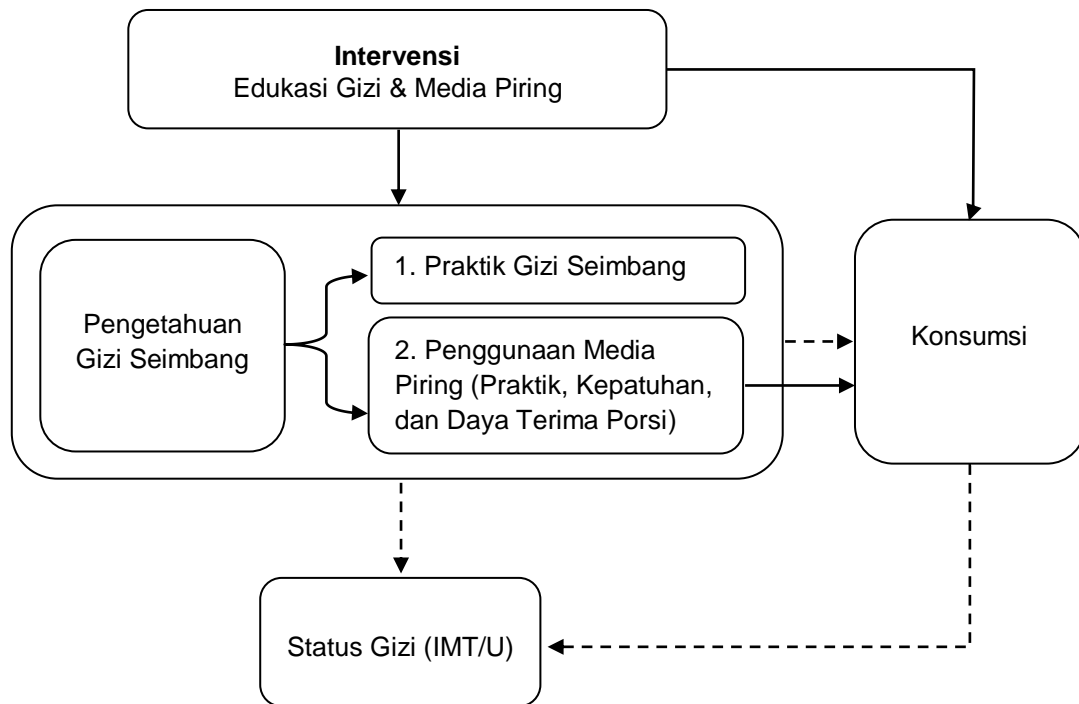 Intervensi
Edukasi Gizi & Media Piring
1. Praktik Gizi Seimbang
Pengetahuan
Gizi Seimbang
2. Penggunaan Media
Piring (Praktik, Kepatuhan,
dan Daya Terima Porsi)
Konsumsi
Status Gizi (IMT/U)